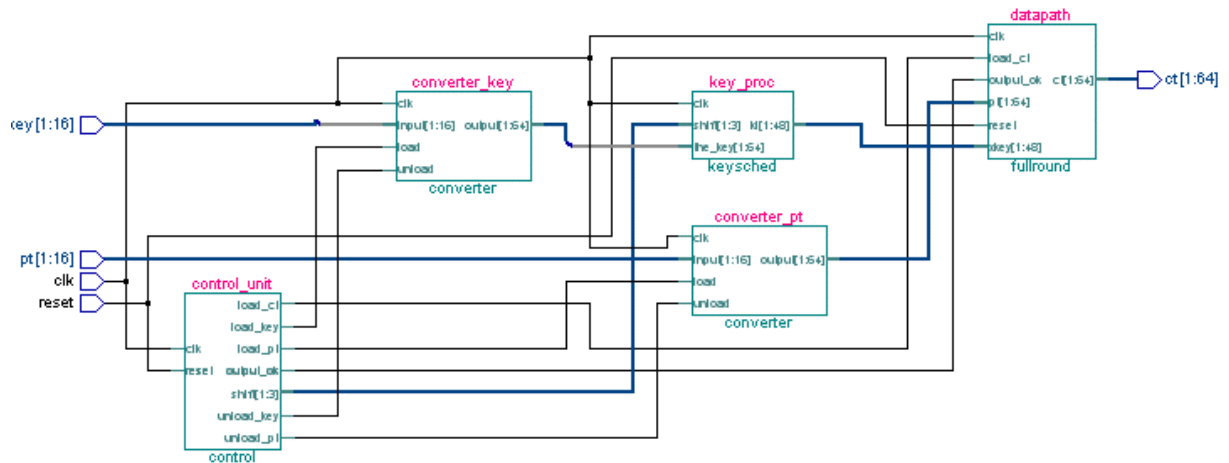 datapath
clk
load_ct
output_ok ct[1:64]
pt[1:64]
reset
xkey[1:48]
fullround
ct[1:64]
converter_key
clk
input[1:16] output[1:64]
load
unload
converter
key_proc
clk
shift[1:3] ki[1:48]
the_key[1:64]
keysched
key[1:16]
converter_pt
clk
input[1:16] output[1:64]
load
unload
converter
pt[1:16]
clk
reset
control_unit
load_ct
load_key
clk load_pt
reset output_ok
shift[1:3]
unload_key
unload_pt
control